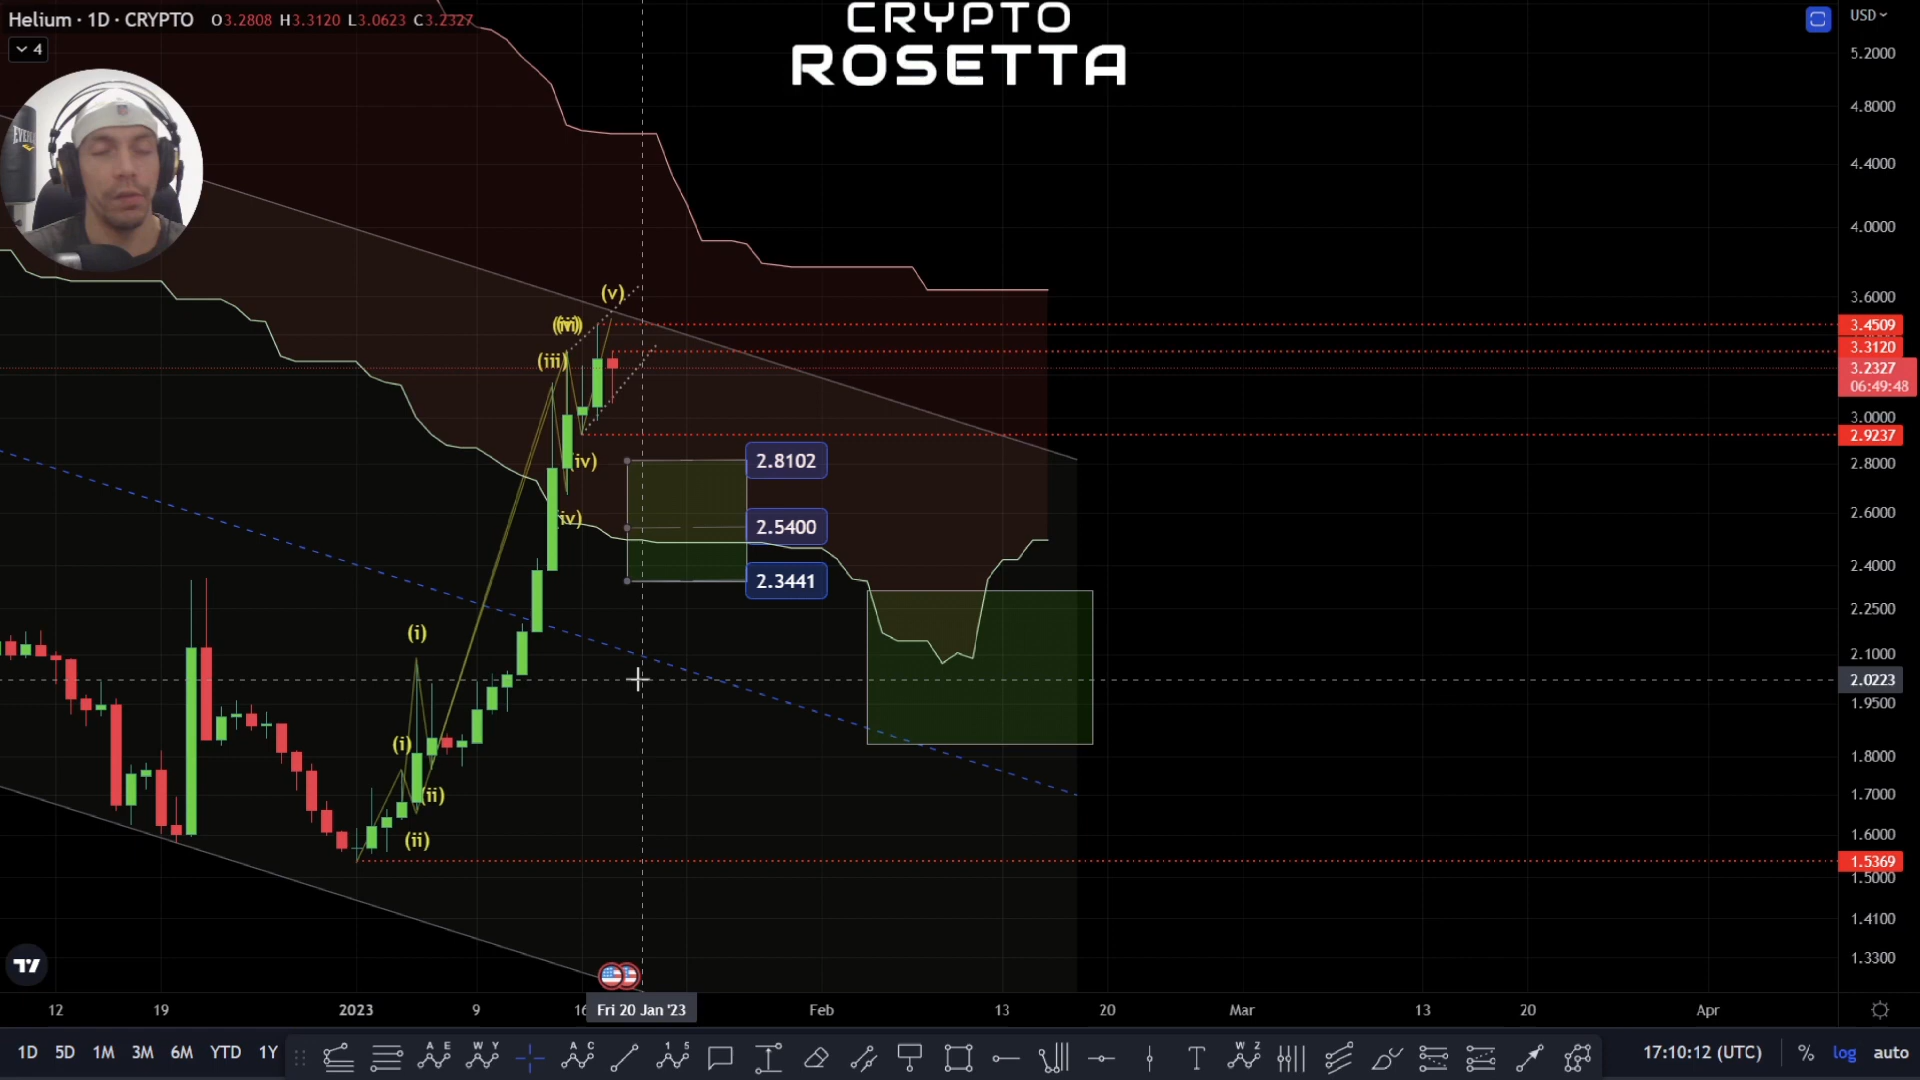 Helium · 1D · CRYPTO O3.2808 H3.3120 L3.0623 C3.2327
4
CRYPTO
ROSETTA
USD
5.2000
4.8000
4.4000
4.0000
3.6000
3.4509
3.3120
3.2327
06:49:48
3.0000
2.9237
2.8000
2.6000
2.4000
2.2500
2.1000
2.0223
1.9500
1.8000
1.7000
1.6000
1.5369
1.5000
1.4100
1.3300
EVERL
(v)
(iii)
(iv)
(iv)
2.8102
2.5400
2.3441
(i)
(i)
(ii)
(ii)
12 19 2023 9 16 Fri 20 Jan '23 Feb 13 20 Mar 13 20 Apr
1D 5D 1M 3M 6M YTD 1Y
A E W Y A C 1 5 T W Z
17:10:12 (UTC) % log auto